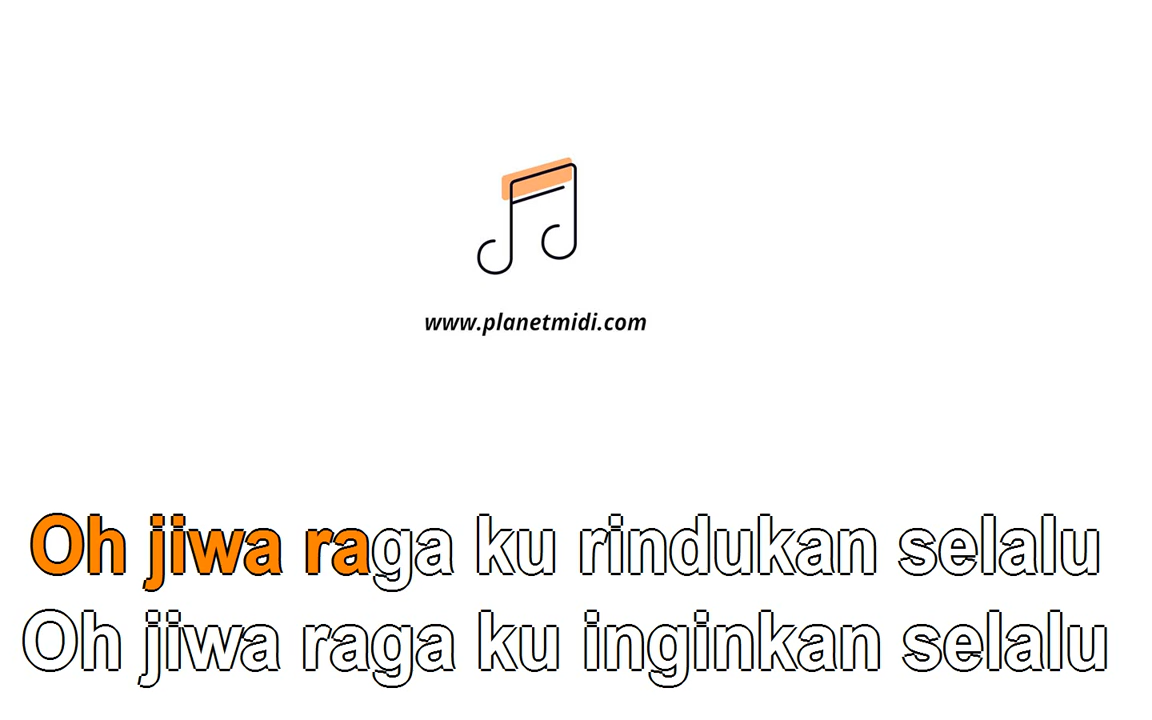 www.planetmidi.com
Oh jiwa raga ku rindukan selalu
Oh jiwa raga ku inginkan selalu